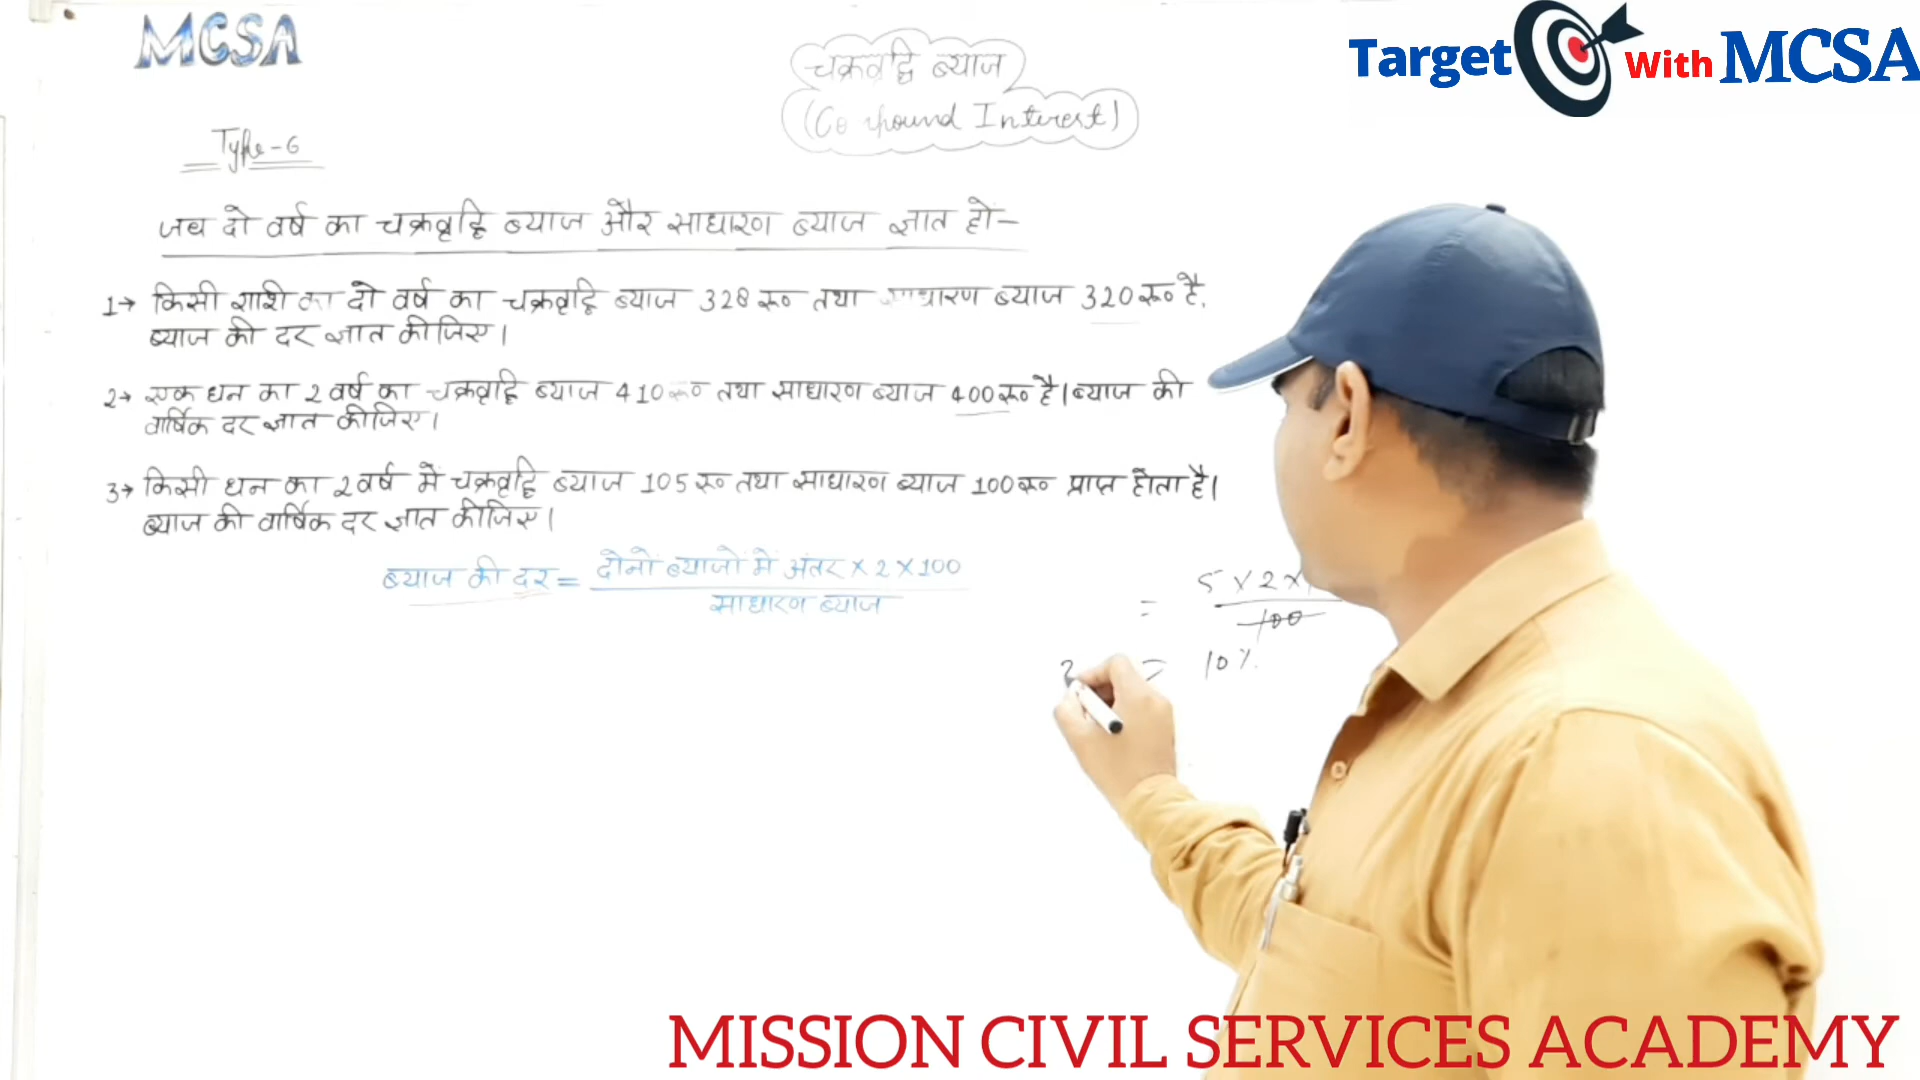 MCSA
Target With MCSA
चक्रवृद्धि ब्याज
(Compound Interest)
Type-6
जब दो वर्ष का चक्रवृद्धि ब्याज और साधारण ब्याज ज्ञात हो-
1→ किसी राशि का दो वर्ष का चक्रवृद्धि ब्याज 328 रू० तथा साधारण ब्याज 320 रू० है,
ब्याज की दर ज्ञात कीजिए।
2→ एक धन का 2 वर्ष का चक्रवृद्धि ब्याज 410 रू० तथा साधारण ब्याज 400 रू० है। ब्याज की
वार्षिक दर ज्ञात कीजिए।
3→ किसी धन का 2 वर्ष में चक्रवृद्धि ब्याज 105 रू० तथा साधारण ब्याज 100 रू० प्राप्त होता है।
ब्याज की वार्षिक दर ज्ञात कीजिए।
ब्याज की दर = दोनों ब्याजों में अंतर × 2 × 100
साधारण ब्याज
= 5 × 2 ×
100
= 10%
MISSION CIVIL SERVICES ACADEMY